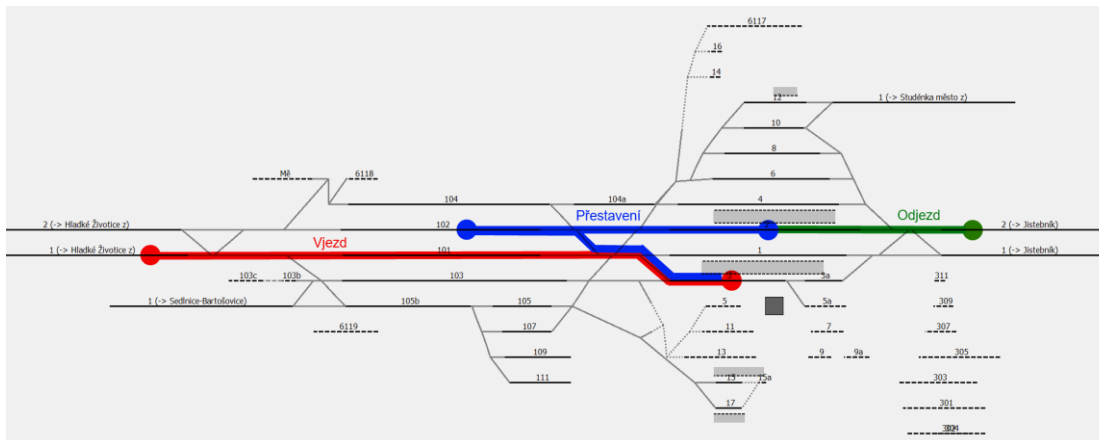 6117
16
14
12
1 (-> Studénka město z)
10
8
Mě
6118
6
104
104a
4
Přestavení
Odjezd
2 (-> Hladké Životice z)
102
2 (-> Jistebník)
Vjezd
1 (-> Hladké Životice z)
101
1
1 (-> Jistebník)
103c
103b
103
3a
311
1 (-> Sedlnice-Bartošovice)
105b
105
5
5a
309
6119
107
11
7
307
109
13
9
9a
305
111
15
15a
303
17
301